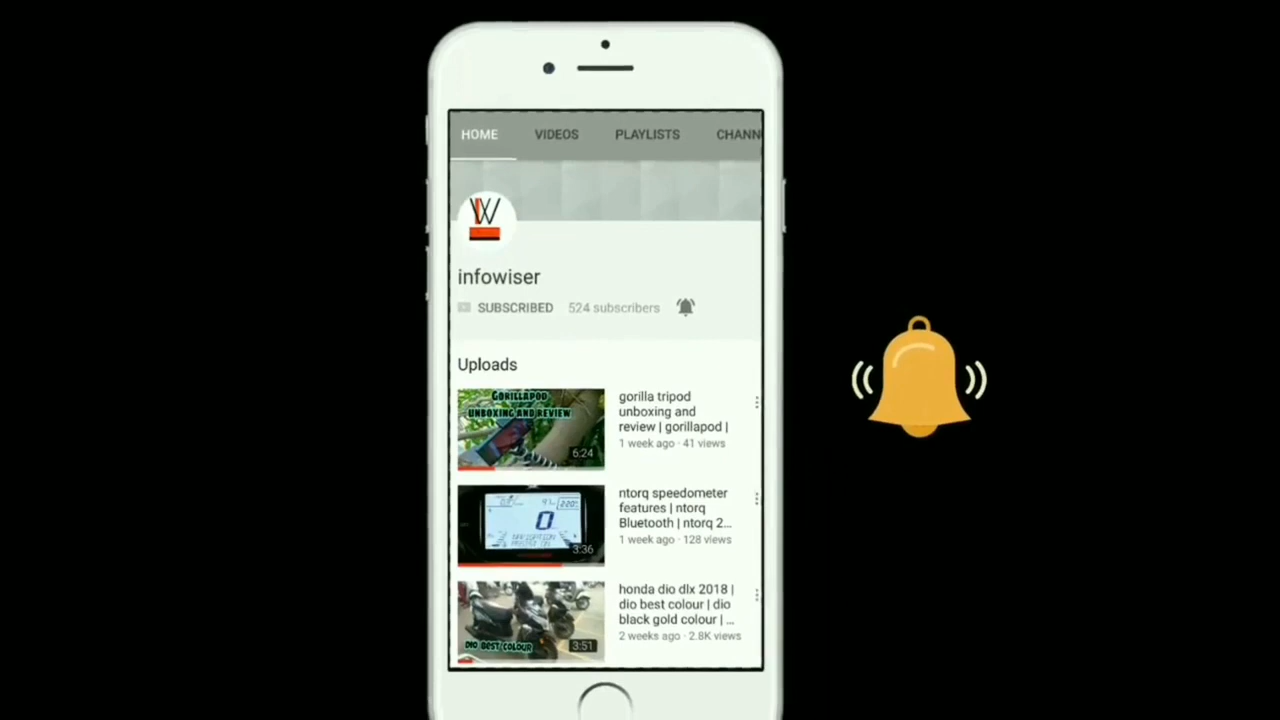 HOME VIDEOS PLAYLISTS CHANN
infowiser
SUBSCRIBED 524 subscribers
Uploads
GORILLAPOD
UNBOXING AND REVIEW
6:24
gorilla tripod
unboxing and
review | gorillapod |
1 week ago · 41 views
0
3:36
ntorq speedometer
features | ntorq
Bluetooth | ntorq 2...
1 week ago · 128 views
DIO BEST COLOUR
3:51
honda dio dlx 2018 |
dio best colour | dio
black gold colour | ...
2 weeks ago · 2.8K views